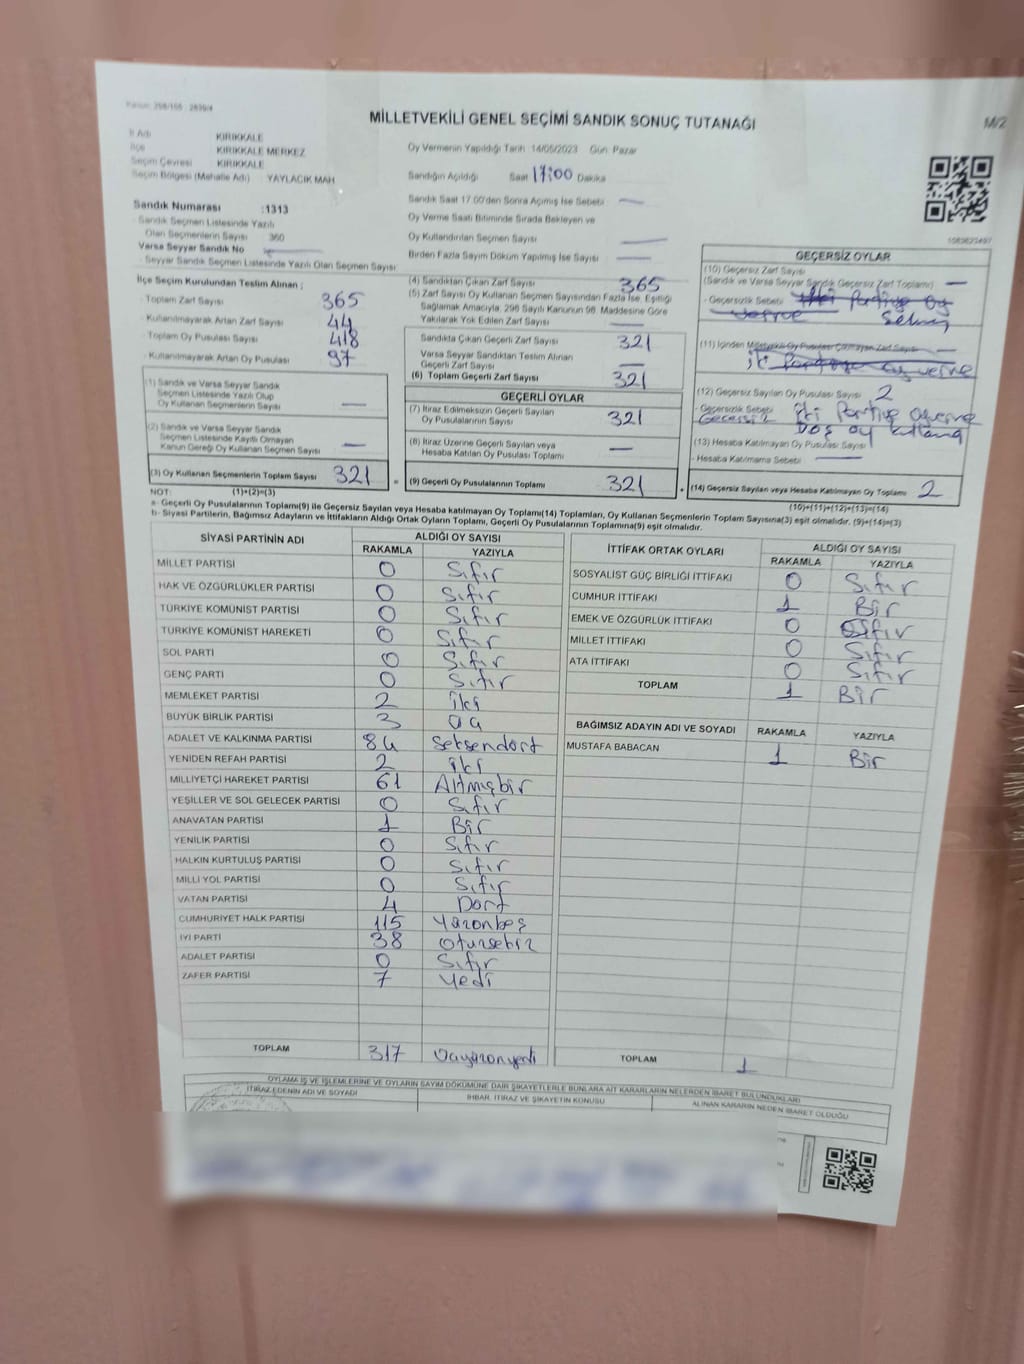 MİLLETVEKİLİ GENEL SEÇİMİ SANDIK SONUÇ TUTANAĞI
M/2
İl Adı KIRIKKALE
İlçe KIRIKKALE MERKEZ
Seçim Çevresi KIRIKKALE
Seçim Bölgesi (Mahalle Adı) YAYLACIK MAH
Oy Vermenin Yapıldığı Tarih 14/05/2023 Gün: Pazar
Sandığın Açıldığı Saat 17:00 Dakika
Sandık Numarası :1313
- Sandık Seçmen Listesinde Yazılı
Olan Seçmenlerin Sayısı 360
Varsa Seyyar Sandık No
- Seyyar Sandık Seçmen Listesinde Yazılı Olan Seçmen Sayısı
Sandık Saat 17:00'den Sonra Açımış İse Sebebi
Oy Verme Saati Bitiminde Sırada Bekleyen ve
Oy Kullandırılan Seçmen Sayısı
Birden Fazla Sayım Döküm Yapılmış İse Sayısı
İlçe Seçim Kurulundan Teslim Alınan ;
- Toplam Zarf Sayısı 365
- Kullanılmayarak Artan Zarf Sayısı 44
- Toplam Oy Pusulası Sayısı 418
- Kullanılmayarak Artan Oy Pusulası 97
(1) Sandık ve Varsa Seyyar Sandık
Seçmen Listesinde Yazılı Olup
Oy Kullanan Seçmenlerin Sayısı —
(2) Sandık ve Varsa Seyyar Sandık
Seçmen Listesinde Kayıtlı Olmayan
Kanun Gereği Oy Kullanan Seçmen Sayısı —
(3) Oy Kullanan Seçmenlerin Toplam Sayısı 321
(4) Sandıktan Çıkan Zarf Sayısı 365
(5) Zarf Sayısı Oy Kullanan Seçmen Sayısından Fazla İse, Eşitliği
Sağlamak Amacıyla, 298 Sayılı Kanunun 98. Maddesine Göre
Yakılarak Yok Edilen Zarf Sayısı —
Sandıkta Çıkan Geçerli Zarf Sayısı 321
Varsa Seyyar Sandıktan Teslim Alınan
Geçerli Zarf Sayısı
(6) Toplam Geçerli Zarf Sayısı 321
GEÇERLİ OYLAR
(7) İtiraz Edilmeksizin Geçerli Sayılan
Oy Pusulalarının Sayısı 321
(8) İtiraz Üzerine Geçerli Sayılan veya
Hesaba Katılan Oy Pusulası Toplamı —
= (9) Geçerli Oy Pusulalarının Toplamı 321
GEÇERSİZ OYLAR
(10) Geçersiz Zarf Sayısı
(Sandık ve Varsa Seyyar Sandık Geçersiz Zarf Toplamı) —
- Geçersizlik Sebebi
(11) İçinden Milletvekili Oy Pusulası Çıkmayan Zarf Sayısı
(12) Geçersiz Sayılan Oy Pusulası Sayısı 2
- Geçersizlik Sebebi İki Partiye oyverme
Boş oy
(13) Hesaba Katılmayan Oy Pusulası Sayısı
- Hesaba Katılmama Sebebi
(14) Geçersiz Sayılan veya Hesaba Katılmayan Oy Toplamı 2
NOT: (1)+(2)=(3)
(10)+(11)+(12)+(13)=(14)
a- Geçerli Oy Pusulalarının Toplamı(9) ile Geçersiz Sayılan veya Hesaba katılmayan Oy Toplamı(14) Toplamları, Oy Kullanan Seçmenlerin Toplam Sayısına(3) eşit olmalıdır. (9)+(14)=(3)
b- Siyasi Partilerin, Bağımsız Adayların ve İttifakların Aldığı Ortak Oyların Toplamı, Geçerli Oy Pusulalarının Toplamına(9) eşit olmalıdır.
SİYASİ PARTİNİN ADI ALDIĞI OY SAYISI
RAKAMLA YAZIYLA
MİLLET PARTİSİ 0 Sıfır
HAK VE ÖZGÜRLÜKLER PARTİSİ 0 Sıfır
TÜRKİYE KOMÜNİST PARTİSİ 0 Sıfır
TÜRKİYE KOMÜNİST HAREKETİ 0 Sıfır
SOL PARTİ 0 Sıfır
GENÇ PARTİ 0 Sıfır
MEMLEKET PARTİSİ 2 iki
BÜYÜK BİRLİK PARTİSİ 3 üç
ADALET VE KALKINMA PARTİSİ 84 seksendört
YENİDEN REFAH PARTİSİ 2 iki
MİLLİYETÇİ HAREKET PARTİSİ 61 Altmışbir
YEŞİLLER VE SOL GELECEK PARTİSİ 0 Sıfır
ANAVATAN PARTİSİ 1 Bir
YENİLİK PARTİSİ 0 Sıfır
HALKIN KURTULUŞ PARTİSİ 0 Sıfır
MİLLİ YOL PARTİSİ 0 Sıfır
VATAN PARTİSİ 4 Dört
CUMHURİYET HALK PARTİSİ 115 Yüzonbeş
İYİ PARTİ 38 otuzsekiz
ADALET PARTİSİ 0 Sıfır
ZAFER PARTİSİ 7 Yedi
TOPLAM 317 üçyüzonyedi
İTTİFAK ORTAK OYLARI ALDIĞI OY SAYISI
RAKAMLA YAZIYLA
SOSYALİST GÜÇ BİRLİĞİ İTTİFAKI 0 Sıfır
CUMHUR İTTİFAKI 1 Bir
EMEK VE ÖZGÜRLÜK İTTİFAKI 0 Sıfır
MİLLET İTTİFAKI 0 Sıfır
ATA İTTİFAKI 0 Sıfır
TOPLAM 1 Bir
BAĞIMSIZ ADAYIN ADI VE SOYADI RAKAMLA YAZIYLA
MUSTAFA BABACAN 1 Bir
TOPLAM 1
OYLAMA İŞ VE İŞLEMLERİNE VE OYLARIN SAYIM DÖKÜMÜNE DAİR ŞİKAYETLERLE BUNLARA AİT KARARLARIN NELERDEN İBARET BULUNDUKLARI
İTİRAZ EDENİN ADI VE SOYADI İHBAR, İTİRAZ VE ŞİKAYETİN KONUSU ALINAN KARARIN NEDEN İBARET OLDUĞU